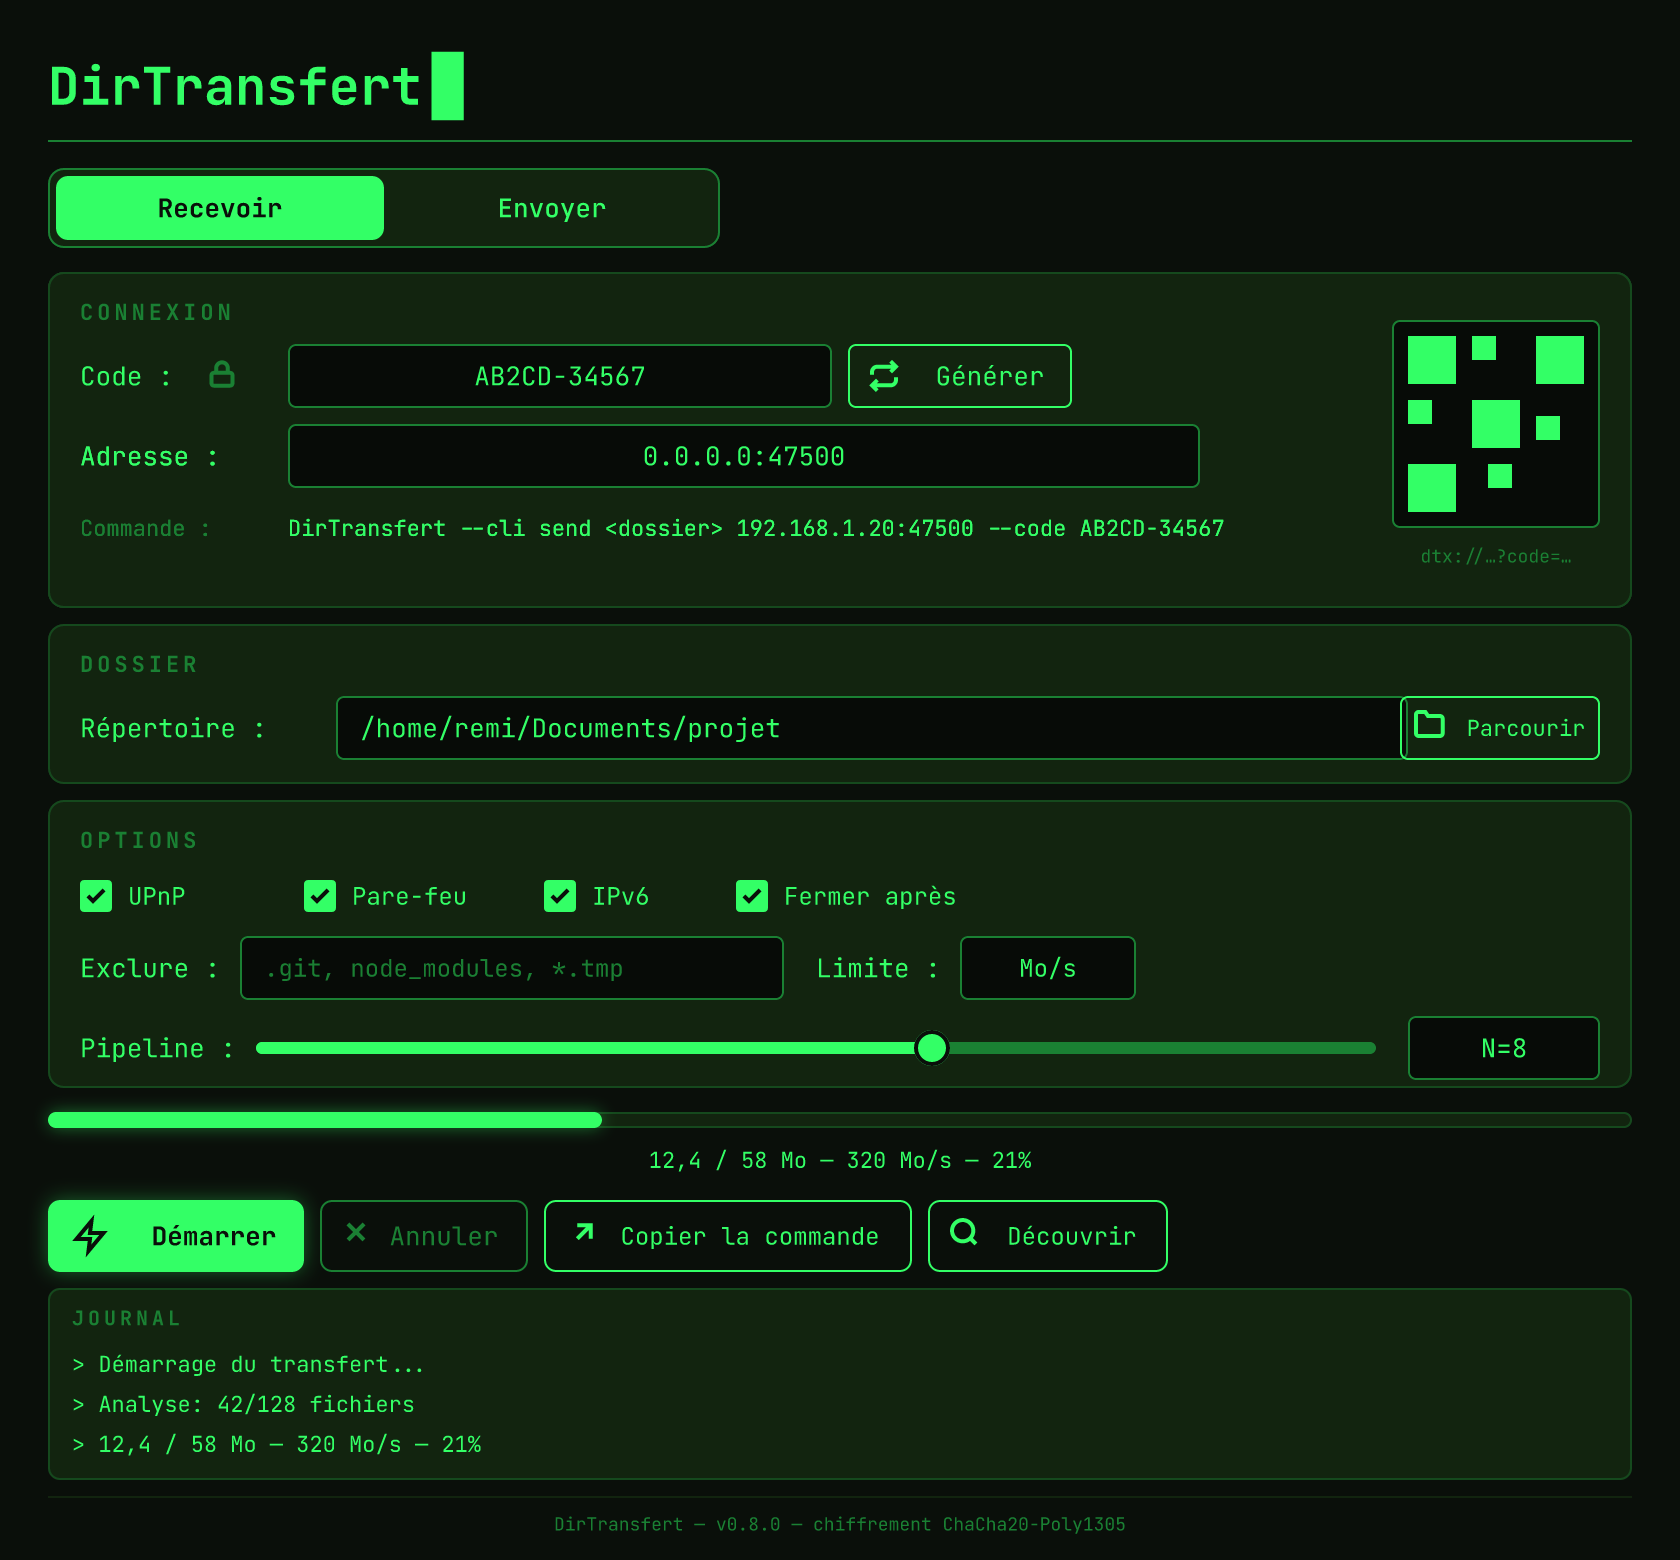 DirTransfert
Recevoir
Envoyer
CONNEXION
Code :
AB2CD-34567
Générer
Adresse :
0.0.0.0:47500
Commande :
DirTransfert --cli send <dossier> 192.168.1.20:47500 --code AB2CD-34567
dtx://…?code=…
DOSSIER
Répertoire :
/home/remi/Documents/projet
Parcourir
OPTIONS
UPnP
Pare-feu
IPv6
Fermer après
Exclure :
.git, node_modules, *.tmp
Limite :
Mo/s
Pipeline :
N=8
12,4 / 58 Mo — 320 Mo/s — 21%
Démarrer
Annuler
Copier la commande
Découvrir
JOURNAL
> Démarrage du transfert...
> Analyse: 42/128 fichiers
> 12,4 / 58 Mo — 320 Mo/s — 21%
DirTransfert — v0.8.0 — chiffrement ChaCha20-Poly1305